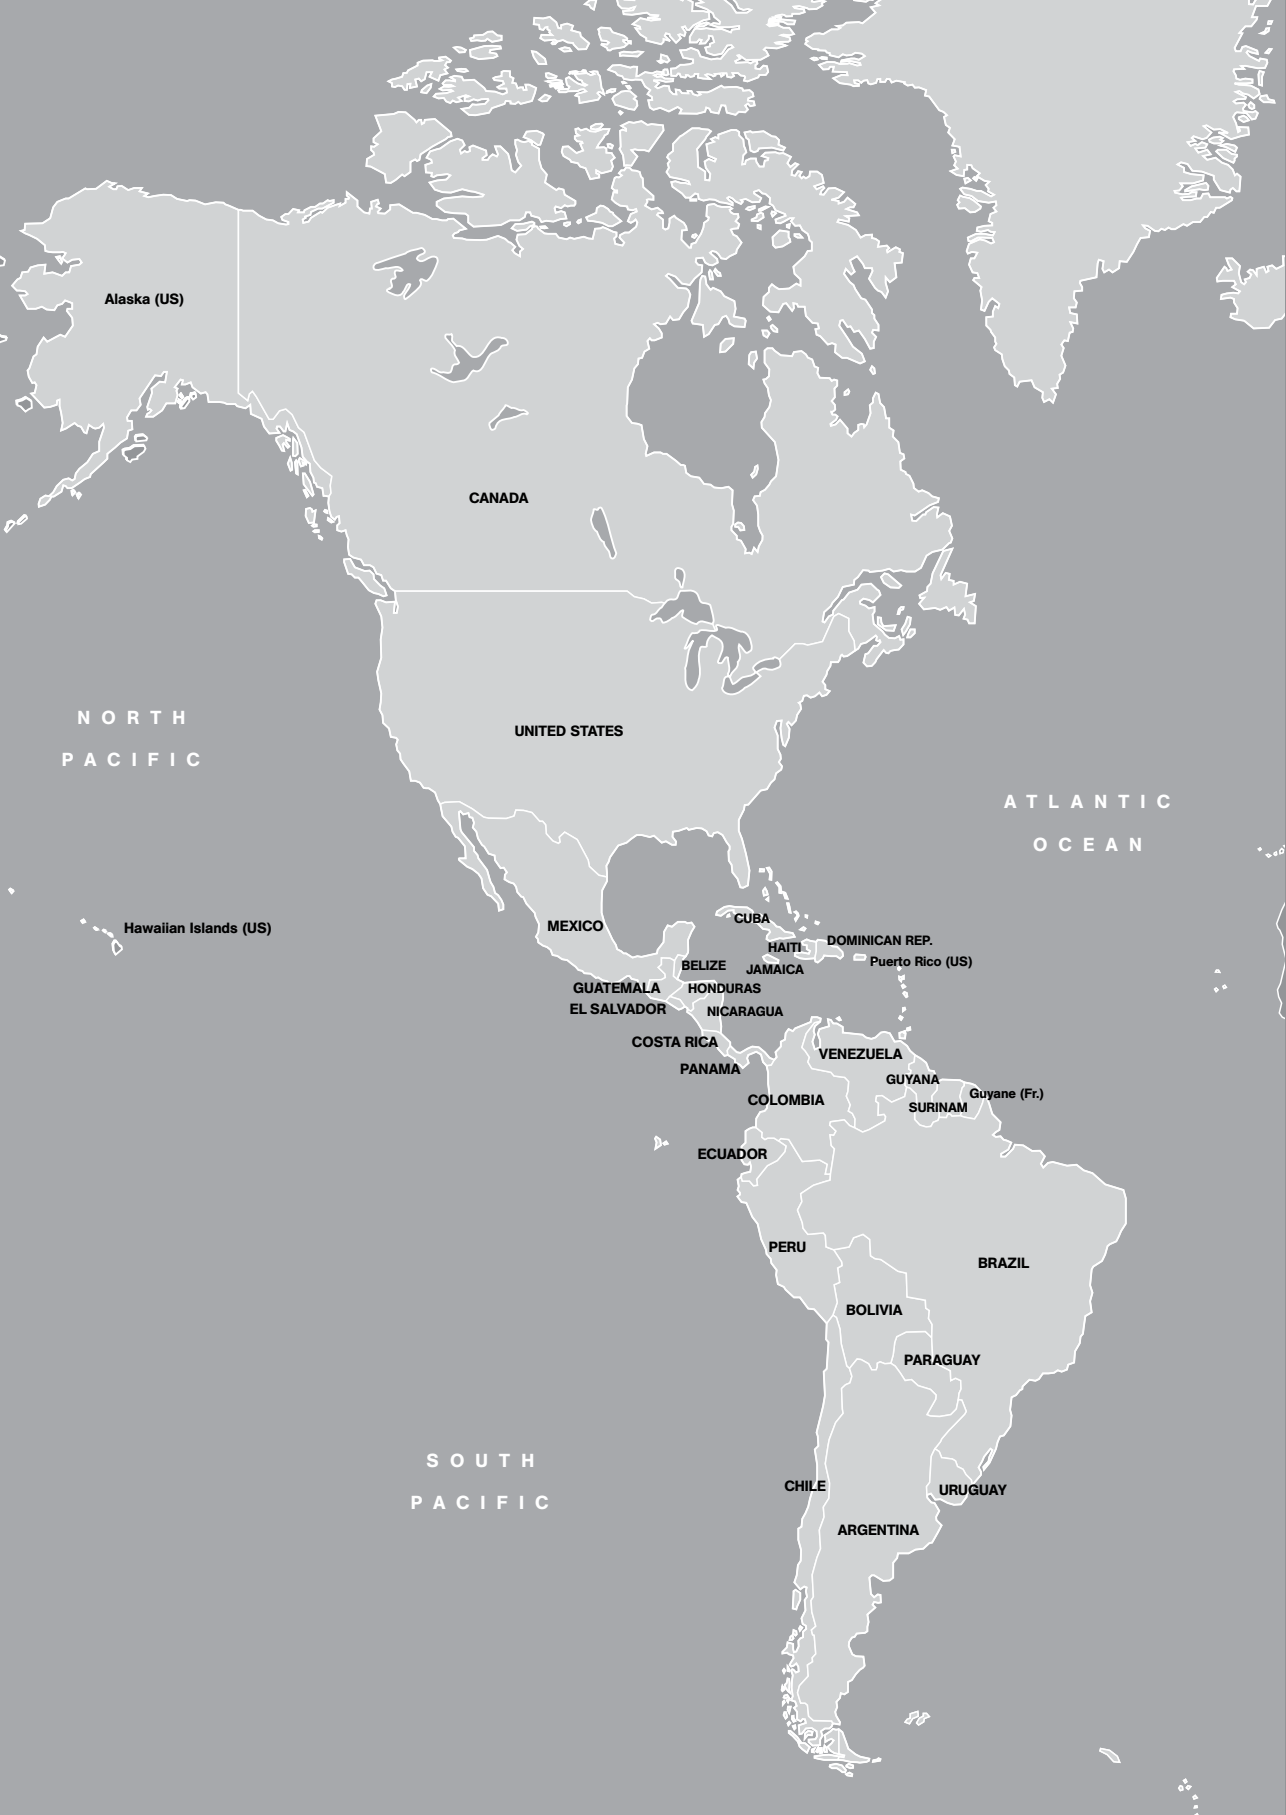 Alaska (US)
CANADA
NORTH
PACIFIC
UNITED STATES
ATLANTIC
OCEAN
Hawaiian Islands (US)
MEXICO
CUBA
HAITI
DOMINICAN REP.
Puerto Rico (US)
BELIZE
JAMAICA
GUATEMALA
HONDURAS
EL SALVADOR
NICARAGUA
COSTA RICA
PANAMA
VENEZUELA
GUYANA
Guyane (Fr.)
COLOMBIA
SURINAM
ECUADOR
PERU
BRAZIL
BOLIVIA
PARAGUAY
SOUTH
PACIFIC
CHILE
URUGUAY
ARGENTINA